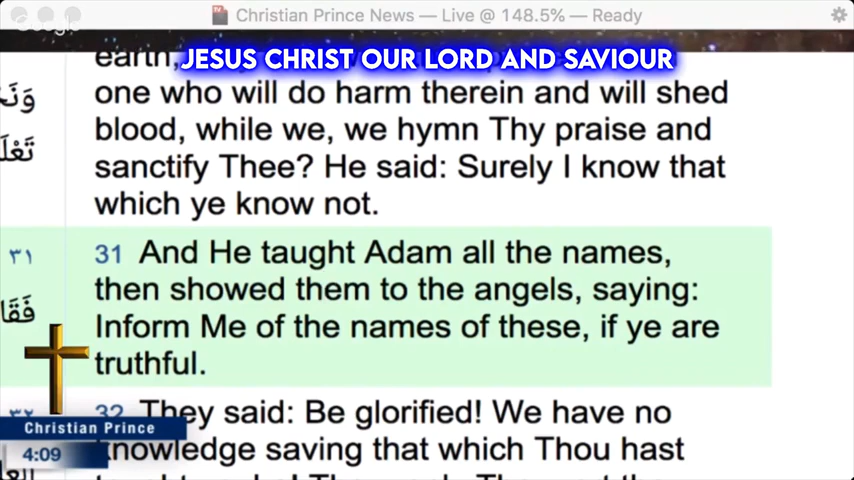 Christian Prince News — Live @ 148.5% — Ready
Google
JESUS CHRIST OUR LORD AND SAVIOUR
earth,
one who will do harm therein and will shed
blood, while we, we hymn Thy praise and
sanctify Thee? He said: Surely I know that
which ye know not.
٣١
31 And He taught Adam all the names,
then showed them to the angels, saying:
Inform Me of the names of these, if ye are
truthful.
٣٢
32 They said: Be glorified! We have no
knowledge saving that which Thou hast
Christian Prince
4:09